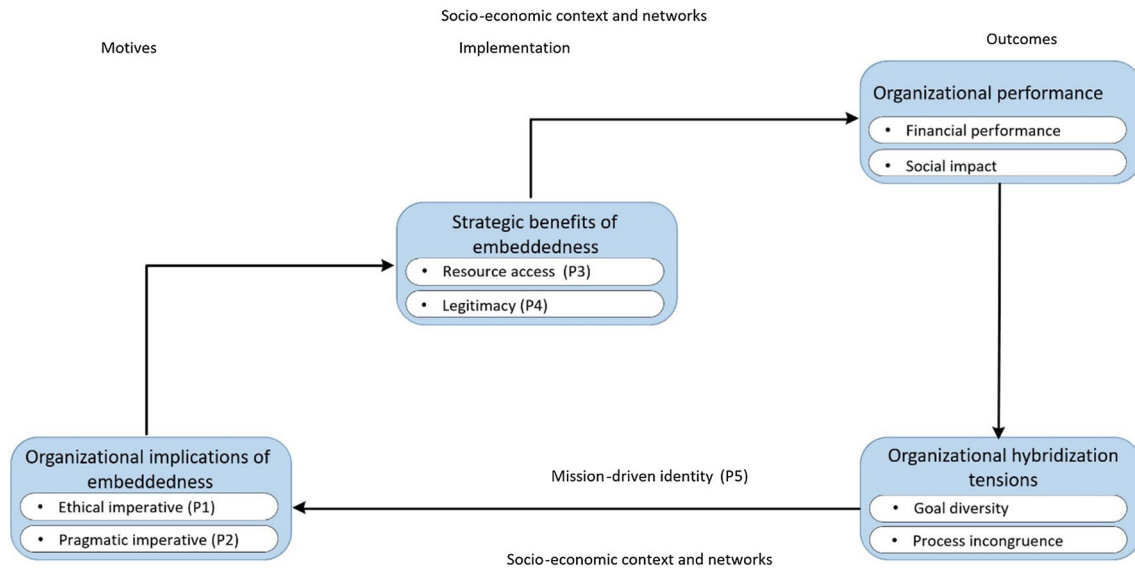 Socio-economic context and networks
Motives
Implementation
Outcomes
Organizational performance
• Financial performance
• Social impact
Strategic benefits of
embeddedness
• Resource access (P3)
• Legitimacy (P4)
Organizational implications of
embeddedness
• Ethical imperative (P1)
• Pragmatic imperative (P2)
Mission-driven identity (P5)
Organizational hybridization
tensions
• Goal diversity
• Process incongruence
Socio-economic context and networks